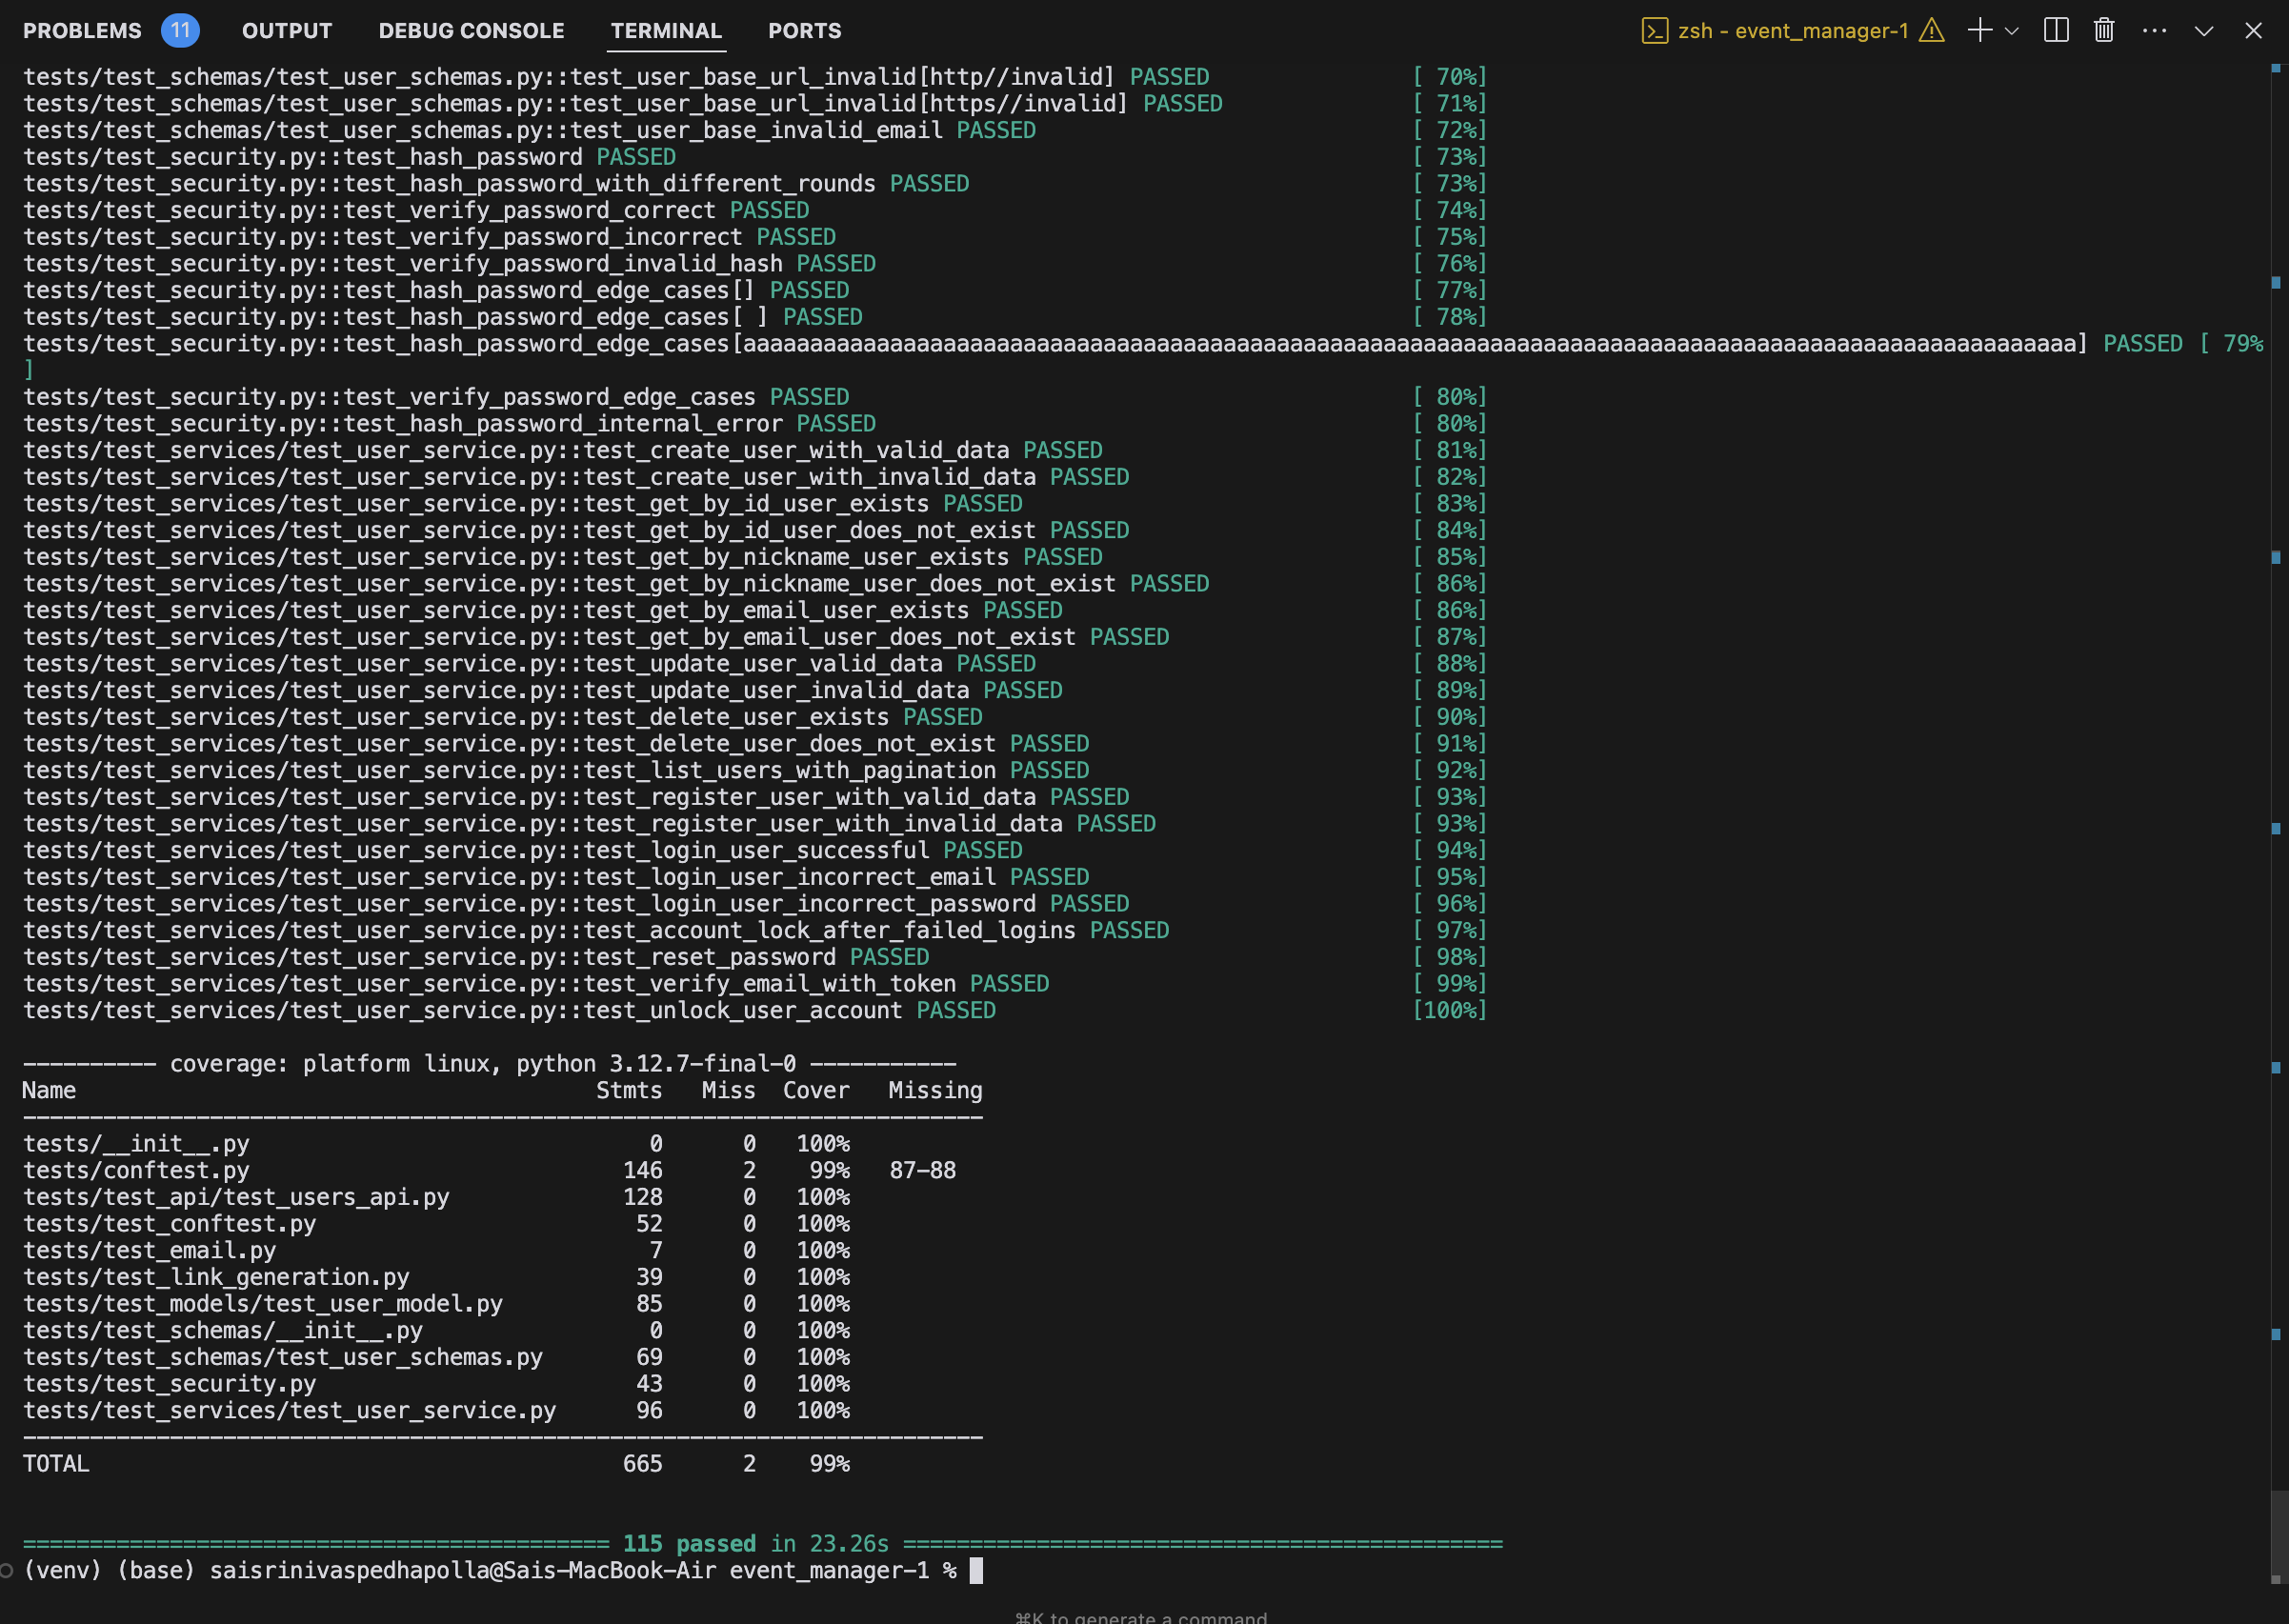 PROBLEMS 11 OUTPUT DEBUG CONSOLE TERMINAL PORTS zsh - event_manager-1
tests/test_schemas/test_user_schemas.py::test_user_base_url_invalid[http//invalid] PASSED [ 70%]
tests/test_schemas/test_user_schemas.py::test_user_base_url_invalid[https//invalid] PASSED [ 71%]
tests/test_schemas/test_user_schemas.py::test_user_base_invalid_email PASSED [ 72%]
tests/test_security.py::test_hash_password PASSED [ 73%]
tests/test_security.py::test_hash_password_with_different_rounds PASSED [ 73%]
tests/test_security.py::test_verify_password_correct PASSED [ 74%]
tests/test_security.py::test_verify_password_incorrect PASSED [ 75%]
tests/test_security.py::test_verify_password_invalid_hash PASSED [ 76%]
tests/test_security.py::test_hash_password_edge_cases[] PASSED [ 77%]
tests/test_security.py::test_hash_password_edge_cases[ ] PASSED [ 78%]
tests/test_security.py::test_hash_password_edge_cases[aaaaaaaaaaaaaaaaaaaaaaaaaaaaaaaaaaaaaaaaaaaaaaaaaaaaaaaaaaaaaaaaaaaaaaaaaaaaaaaaaaaaaaaaaaaaaaaaaaaa] PASSED [ 79%
]
tests/test_security.py::test_verify_password_edge_cases PASSED [ 80%]
tests/test_security.py::test_hash_password_internal_error PASSED [ 80%]
tests/test_services/test_user_service.py::test_create_user_with_valid_data PASSED [ 81%]
tests/test_services/test_user_service.py::test_create_user_with_invalid_data PASSED [ 82%]
tests/test_services/test_user_service.py::test_get_by_id_user_exists PASSED [ 83%]
tests/test_services/test_user_service.py::test_get_by_id_user_does_not_exist PASSED [ 84%]
tests/test_services/test_user_service.py::test_get_by_nickname_user_exists PASSED [ 85%]
tests/test_services/test_user_service.py::test_get_by_nickname_user_does_not_exist PASSED [ 86%]
tests/test_services/test_user_service.py::test_get_by_email_user_exists PASSED [ 86%]
tests/test_services/test_user_service.py::test_get_by_email_user_does_not_exist PASSED [ 87%]
tests/test_services/test_user_service.py::test_update_user_valid_data PASSED [ 88%]
tests/test_services/test_user_service.py::test_update_user_invalid_data PASSED [ 89%]
tests/test_services/test_user_service.py::test_delete_user_exists PASSED [ 90%]
tests/test_services/test_user_service.py::test_delete_user_does_not_exist PASSED [ 91%]
tests/test_services/test_user_service.py::test_list_users_with_pagination PASSED [ 92%]
tests/test_services/test_user_service.py::test_register_user_with_valid_data PASSED [ 93%]
tests/test_services/test_user_service.py::test_register_user_with_invalid_data PASSED [ 93%]
tests/test_services/test_user_service.py::test_login_user_successful PASSED [ 94%]
tests/test_services/test_user_service.py::test_login_user_incorrect_email PASSED [ 95%]
tests/test_services/test_user_service.py::test_login_user_incorrect_password PASSED [ 96%]
tests/test_services/test_user_service.py::test_account_lock_after_failed_logins PASSED [ 97%]
tests/test_services/test_user_service.py::test_reset_password PASSED [ 98%]
tests/test_services/test_user_service.py::test_verify_email_with_token PASSED [ 99%]
tests/test_services/test_user_service.py::test_unlock_user_account PASSED [100%]
---------- coverage: platform linux, python 3.12.7-final-0 -----------
Name Stmts Miss Cover Missing
------------------------------------------------------------------------
tests/__init__.py 0 0 100%
tests/conftest.py 146 2 99% 87-88
tests/test_api/test_users_api.py 128 0 100%
tests/test_conftest.py 52 0 100%
tests/test_email.py 7 0 100%
tests/test_link_generation.py 39 0 100%
tests/test_models/test_user_model.py 85 0 100%
tests/test_schemas/__init__.py 0 0 100%
tests/test_schemas/test_user_schemas.py 69 0 100%
tests/test_security.py 43 0 100%
tests/test_services/test_user_service.py 96 0 100%
------------------------------------------------------------------------
TOTAL 665 2 99%
============================================ 115 passed in 23.26s =============================================
(venv) (base) saisrinivaspedhapolla@Sais-MacBook-Air event_manager-1 %
⌘K to generate a command